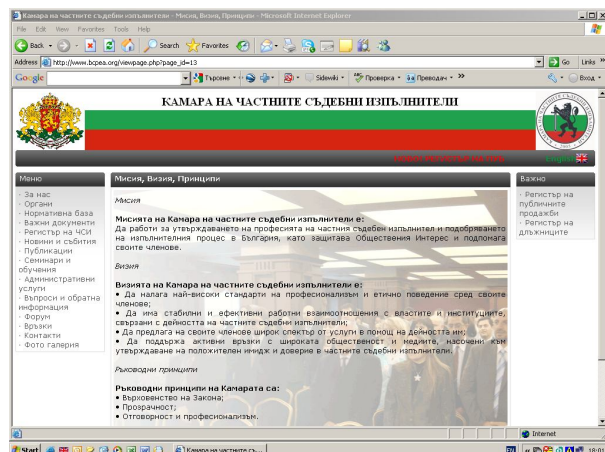 Камара на частните съдебни изпълнители - Мисия, Визия, Принципи - Microsoft Internet Explorer
File Edit View Favorites Tools Help
Back Search Favorites
Address http://www.bcpea.org/viewpage.php?page_id=13 Go Links »
Google Търсене Sidewiki Проверка Преводач » Вход
КАМАРА НА ЧАСТНИТЕ СЪДЕБНИ ИЗПЪЛНИТЕЛИ
English
Меню
- За нас
- Органи
- Нормативна база
- Важни документи
- Регистър на ЧСИ
- Новини и събития
- Публикации
- Семинари и
обучения
- Административни
услуги
- Въпроси и обратна
информация
- Форум
- Връзки
- Контакти
- Фото галерия
Мисия, Визия, Принципи
Мисия
Мисията на Камара на частните съдебни изпълнители е:
Да работи за утвърждаването на професията на частния съдебен изпълнител и подобряването
на изпълнителния процес в България, като защитава Обществения Интерес и подпомага
своите членове.
Визия
Визията на Камара на частните съдебни изпълнители е:
• Да налага най-високи стандарти на професионализъм и етично поведение сред своите
членове;
• Да има стабилни и ефективни работни взаимоотношения с властите и институциите,
свързани с дейността на частните съдебни изпълнители;
• Да предлага на своите членове широк спектър от услуги в помощ на дейността им;
• Да поддържа активни връзки с широката общественост и медиите, насочени към
утвърждаване на положителен имидж и доверие в частните съдебни изпълнители.
Ръководни принципи
Ръководни принципи на Камарата са:
• Върховенство на Закона;
• Прозрачност;
• Отговорност и професионализъм.
Важно
- Регистър на
публичните
продажби
- Регистър на
длъжниците
Internet
Start Камара на частните съ... 18:01